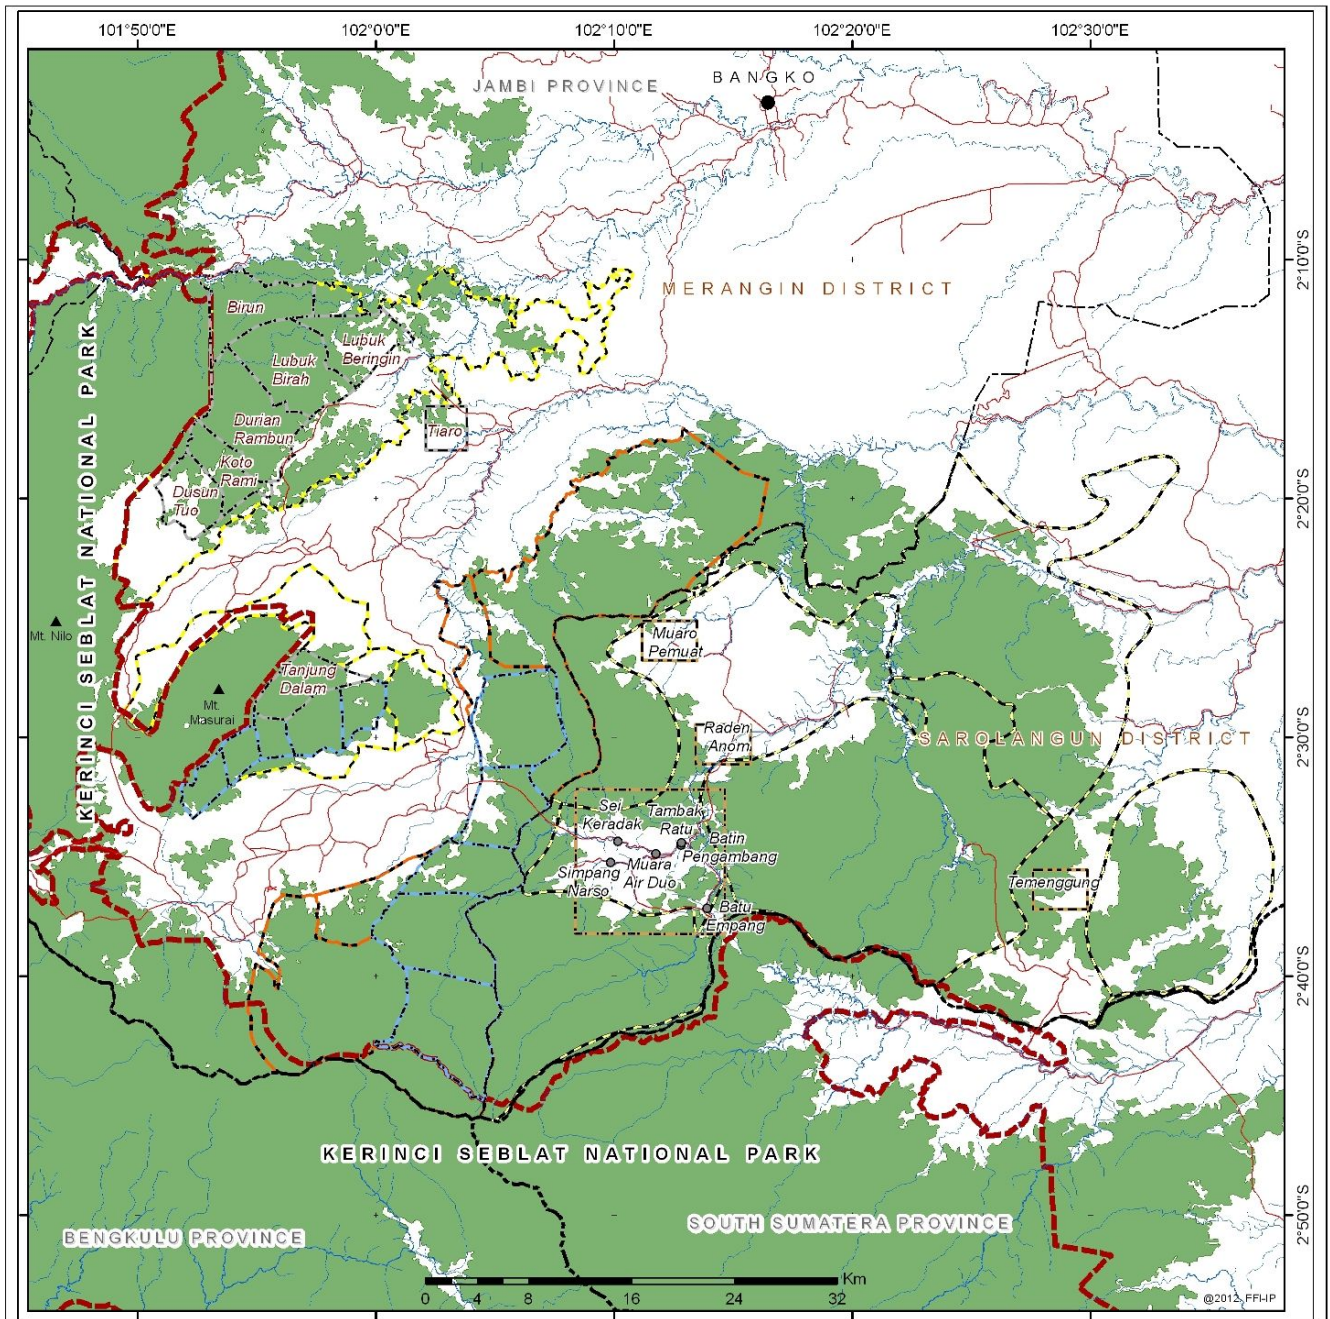 101°50'0"E
102°0'0"E
102°10'0"E
102°20'0"E
102°30'0"E
JAMBI PROVINCE
BANGKO
2°10'0"S
MERANGIN DISTRICT
Birun
Lubuk
Beringin
Lubuk
Birah
KERINCI SEBLAT NATIONAL PARK
Durian
Rambun
Tiaro
Koto
Rami
Dusun
Tuo
2°20'0"S
Mt. Nilo
Muaro
Pemuat
Tanjung
Dalam
Mt.
Masurai
Raden
Anom
SAROLANGUN DISTRICT
2°30'0"S
Sei
Keradak
Tambak
Ratu
Batin
Pengambang
Simpang
Narso
Muara
Air Duo
Temenggung
Batu
Empang
2°40'0"S
KERINCI SEBLAT NATIONAL PARK
SOUTH SUMATERA PROVINCE
BENGKULU PROVINCE
2°50'0"S
Km
0 4 8 16 24 32
@2012, FFI-IP